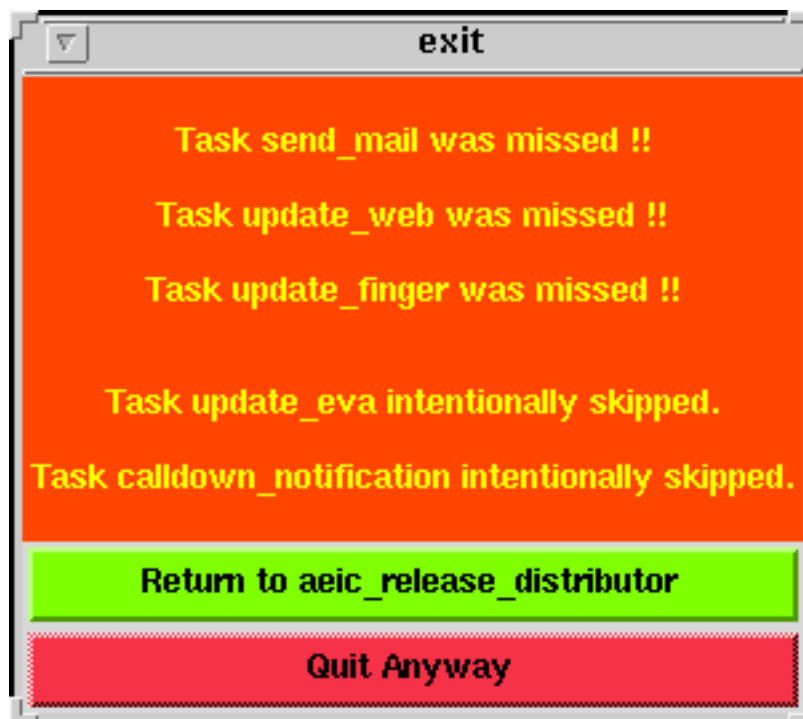 exit
Task send_mail was missed !!
Task update_web was missed !!
Task update_finger was missed !!
Task update_eva intentionally skipped.
Task calldown_notification intentionally skipped.
Return to aeic_release_distributor
Quit Anyway